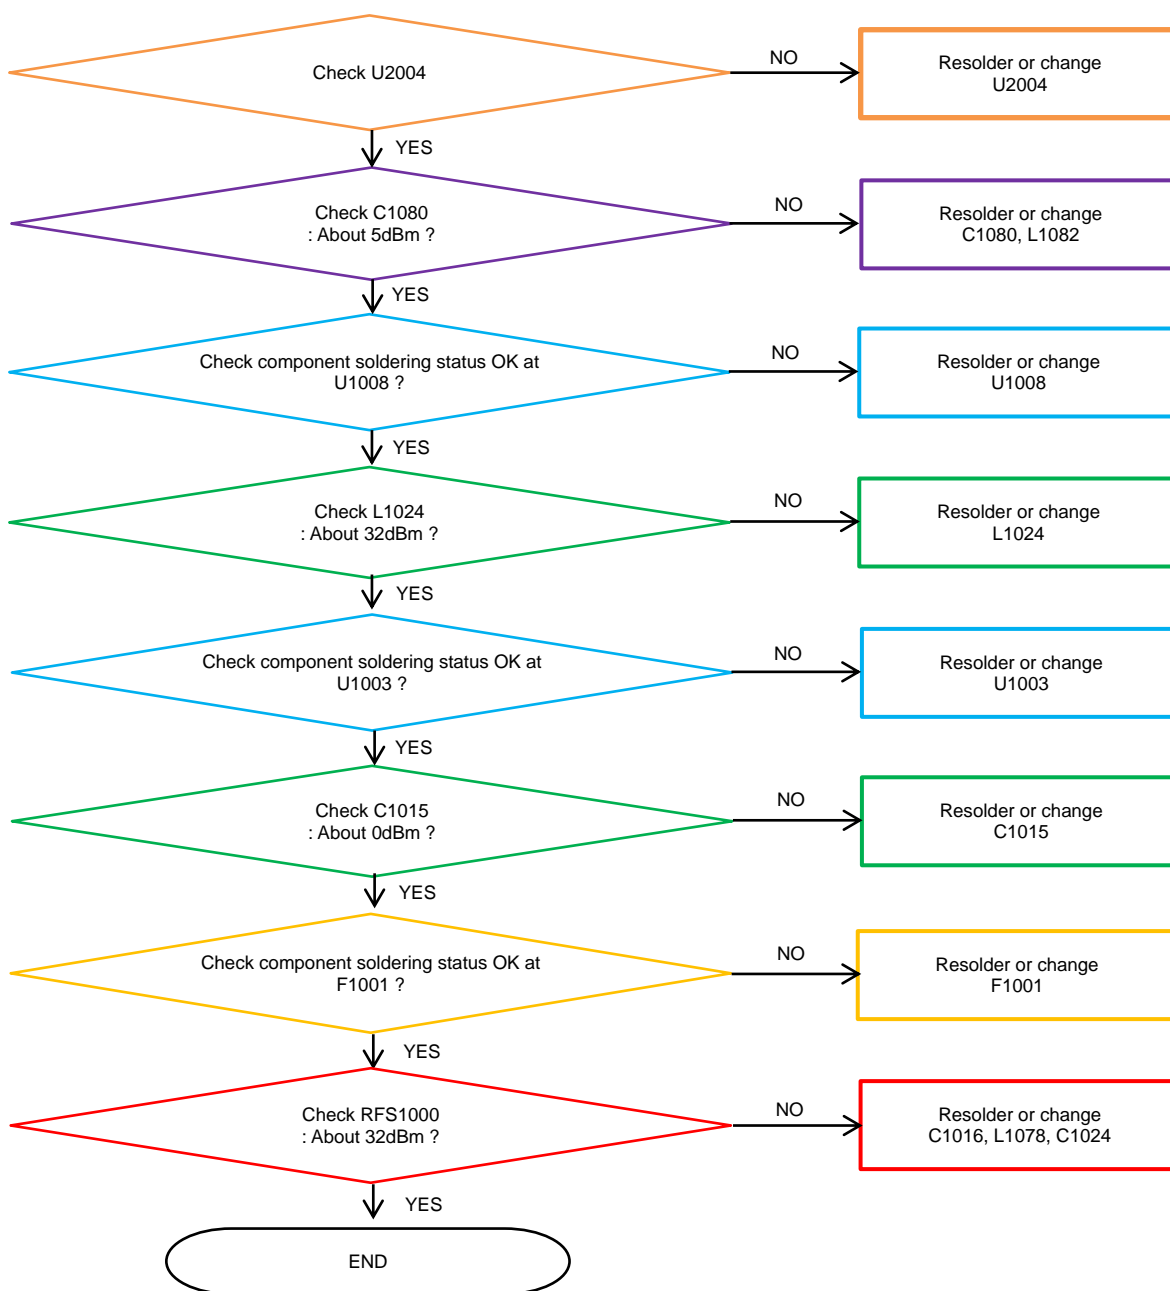 Check U2004
NO
Resolder or change
U2004
YES
Check C1080
: About 5dBm ?
NO
Resolder or change
C1080, L1082
YES
Check component soldering status OK at
U1008 ?
NO
Resolder or change
U1008
YES
Check L1024
: About 32dBm ?
NO
Resolder or change
L1024
YES
Check component soldering status OK at
U1003 ?
NO
Resolder or change
U1003
YES
Check C1015
: About 0dBm ?
NO
Resolder or change
C1015
YES
Check component soldering status OK at
F1001 ?
NO
Resolder or change
F1001
YES
Check RFS1000
: About 32dBm ?
NO
Resolder or change
C1016, L1078, C1024
YES
END